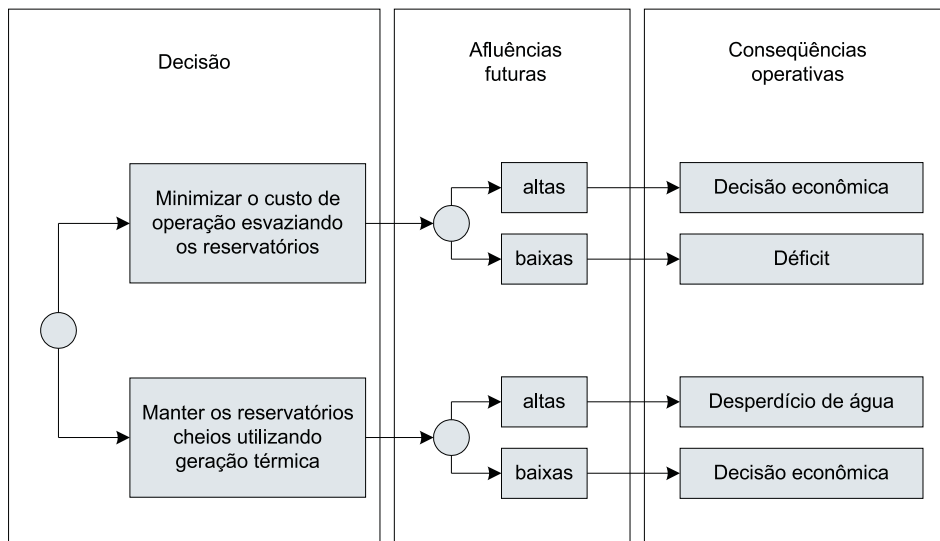 Decisão
Afluências
futuras
Conseqüências
operativas
Minimizar o custo de
operação esvaziando
os reservatórios
altas
Decisão econômica
baixas
Déficit
Manter os reservatórios
cheios utilizando
geração térmica
altas
Desperdício de água
baixas
Decisão econômica